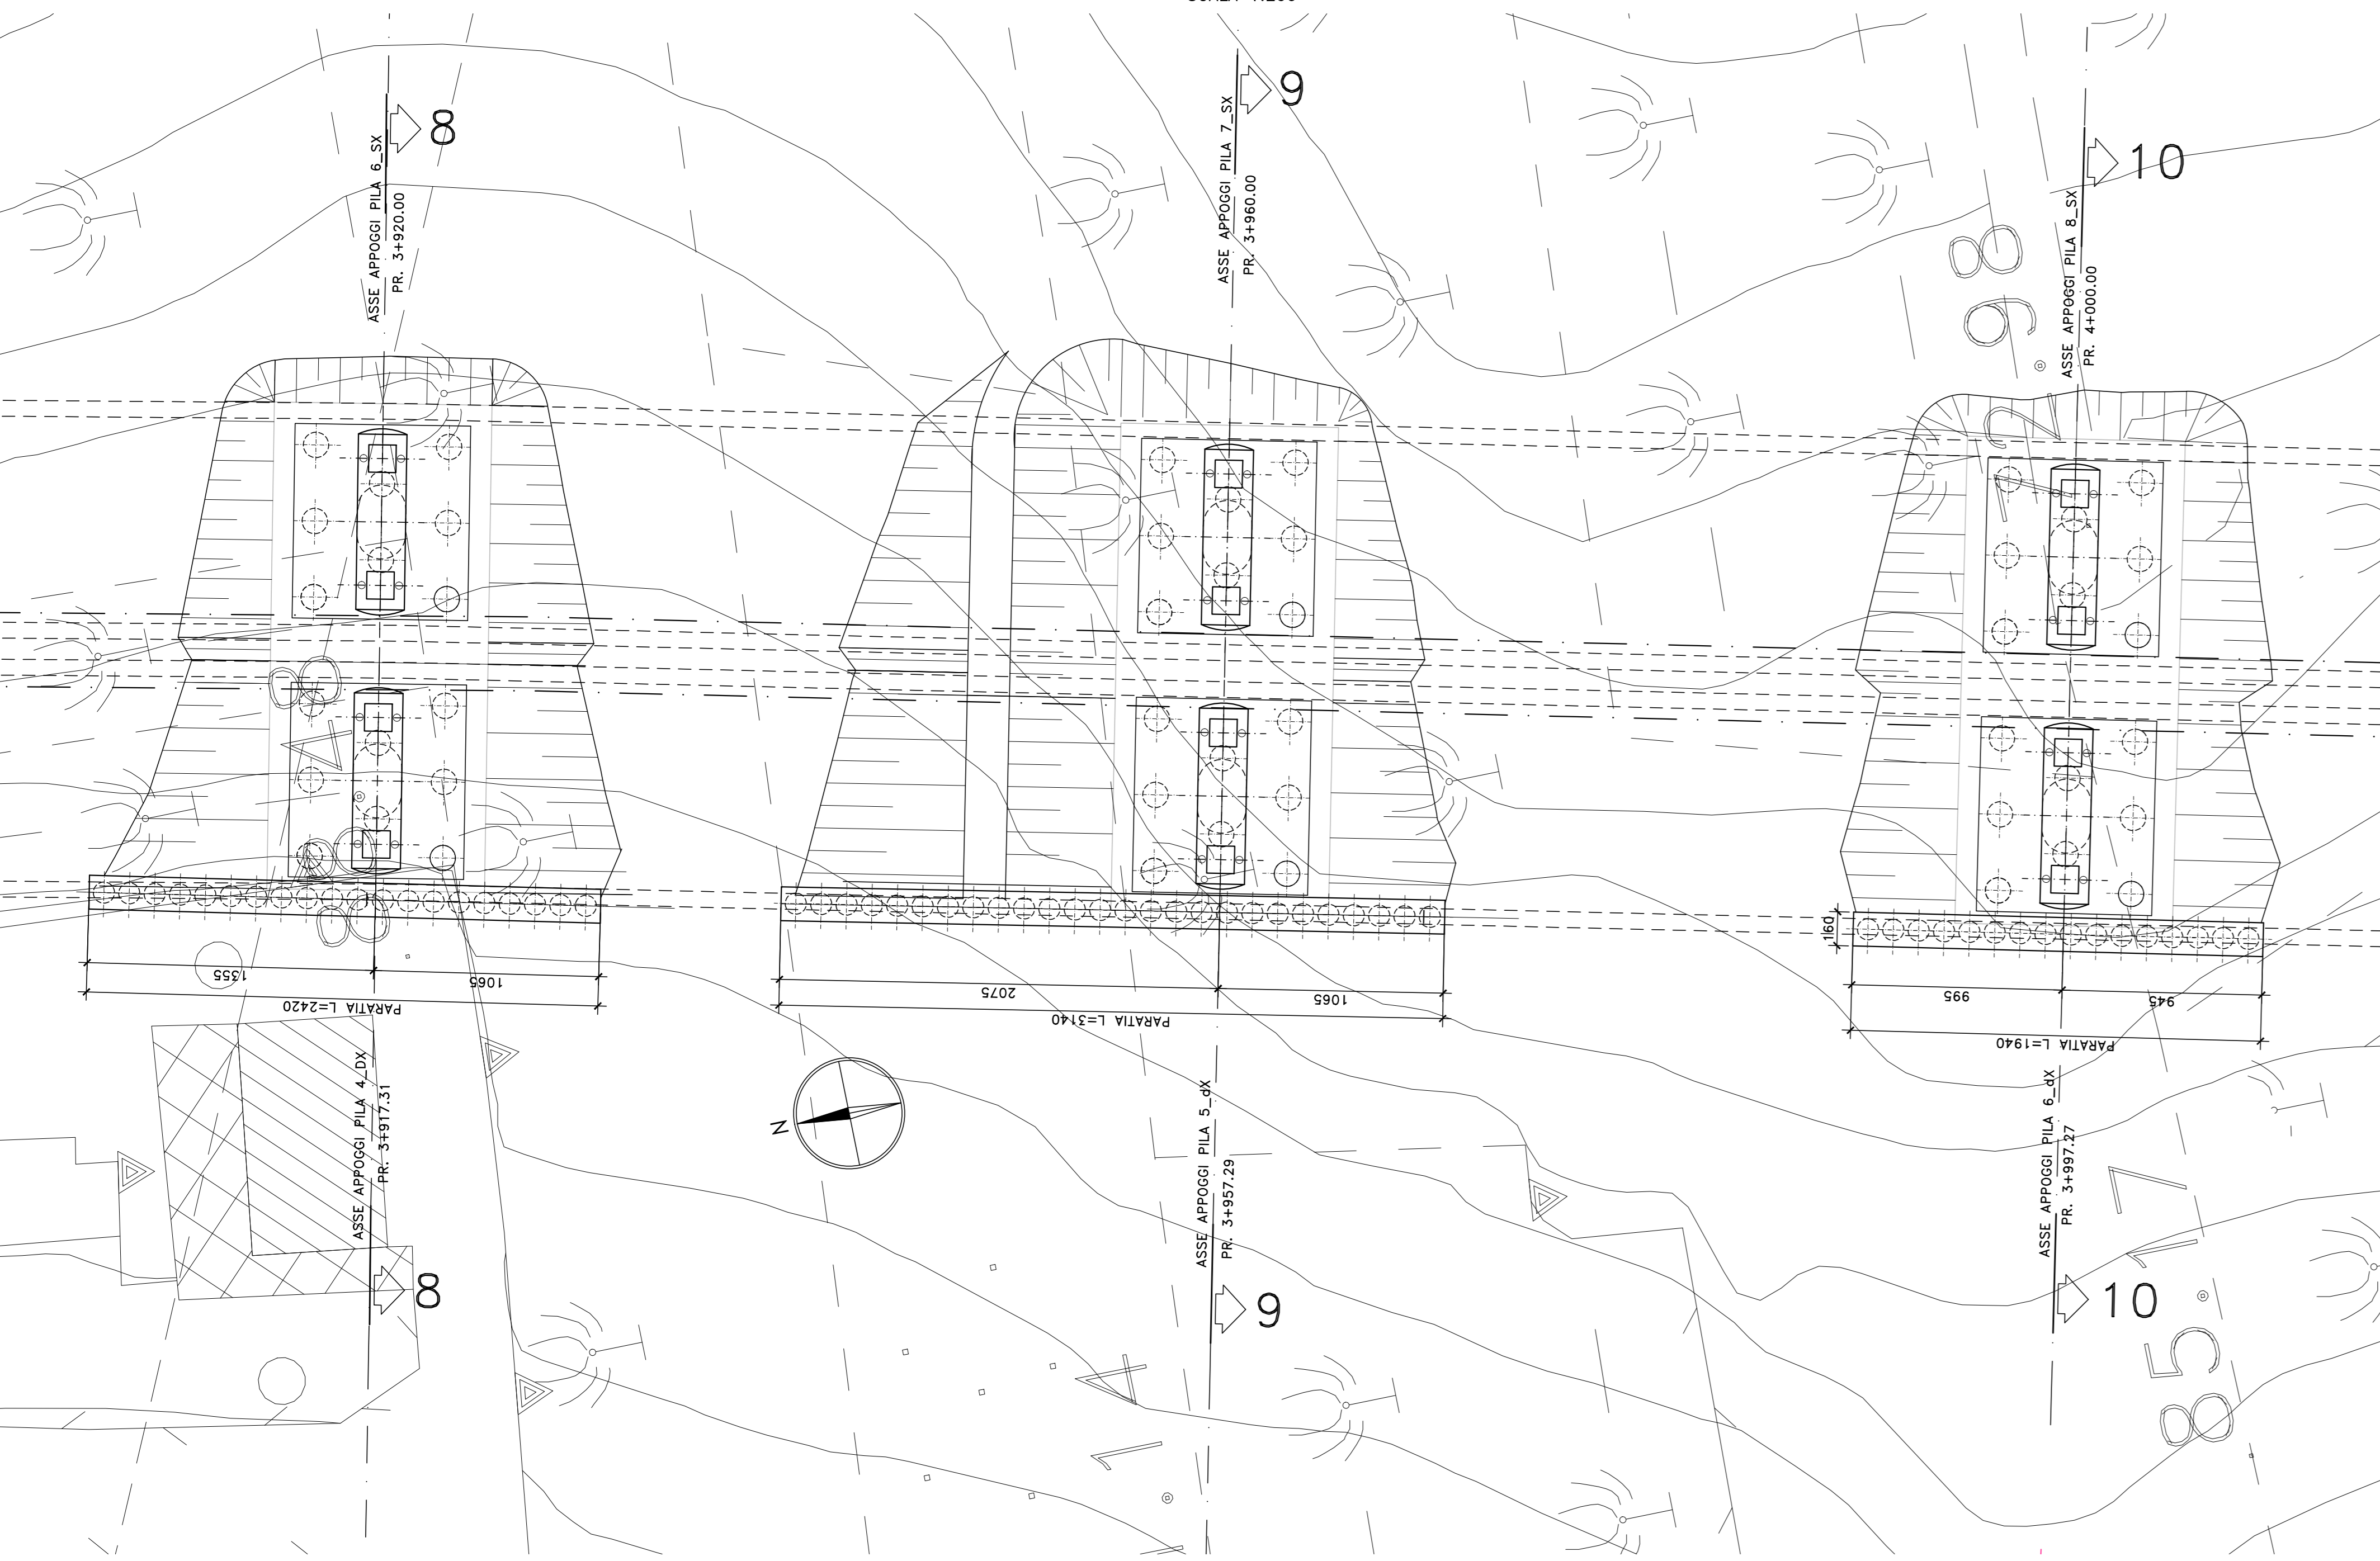 8
ASSE APPOGGI PILA 6_SX
PR. 3+920.00
9
ASSE APPOGGI PILA 7_SX
PR. 3+960.00
10
ASSE APPOGGI PILA 8_SX
PR. 4+000.00
1355
1065
PARATIA L=2420
2075
1065
PARATIA L=3140
160
995
945
PARATIA L=1940
ASSE APPOGGI PILA 4_DX
PR. 3+917.31
8
N
ASSE APPOGGI PILA 5_dX
PR. 3+957.29
9
ASSE APPOGGI PILA 6_dX
PR. 3+997.27
10